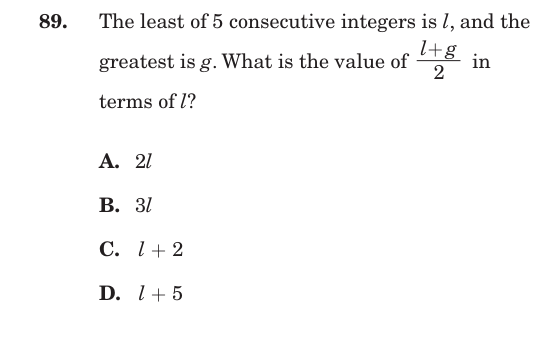 89. The least of 5 consecutive integers is l, and the
greatest is g. What is the value of \frac{l+g}{2} in
terms of l?
A. 2l
B. 3l
C. l + 2
D. l + 5